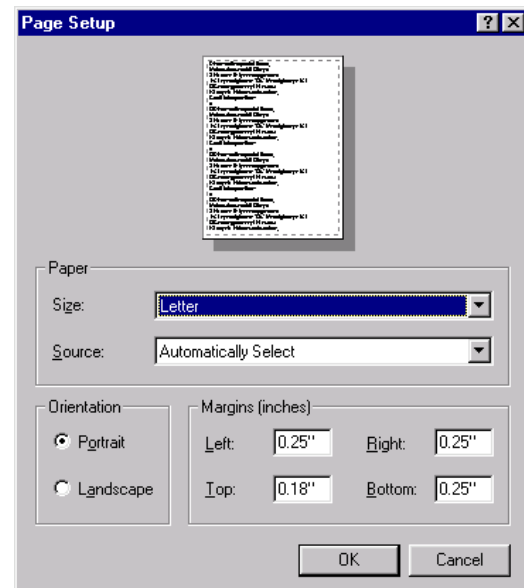 Page Setup
Paper
Size: Letter
Source: Automatically Select
Orientation
Portrait
Landscape
Margins (inches)
Left: 0.25" Right: 0.25"
Top: 0.18" Bottom: 0.25"
OK Cancel